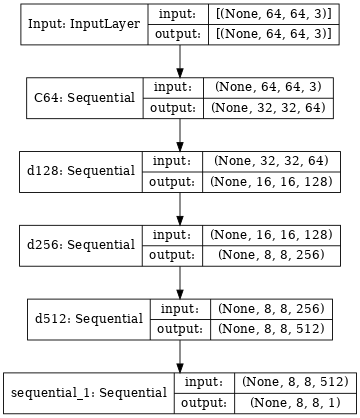 Input: InputLayer
input: [(None, 64, 64, 3)]
output: [(None, 64, 64, 3)]
C64: Sequential
input: (None, 64, 64, 3)
output: (None, 32, 32, 64)
d128: Sequential
input: (None, 32, 32, 64)
output: (None, 16, 16, 128)
d256: Sequential
input: (None, 16, 16, 128)
output: (None, 8, 8, 256)
d512: Sequential
input: (None, 8, 8, 256)
output: (None, 8, 8, 512)
sequential_1: Sequential
input: (None, 8, 8, 512)
output: (None, 8, 8, 1)